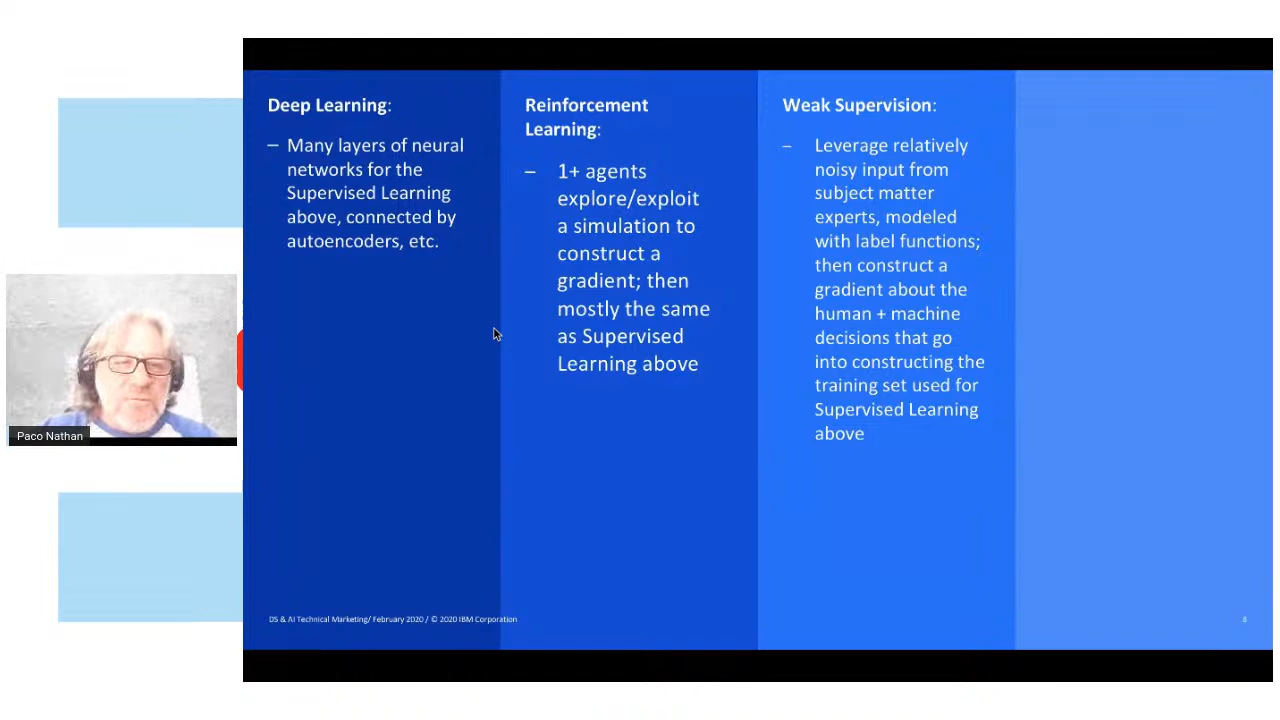 Deep Learning:
– Many layers of neural
networks for the
Supervised Learning
above, connected by
autoencoders, etc.
Reinforcement
Learning:
– 1+ agents
explore/exploit
a simulation to
construct a
gradient; then
mostly the same
as Supervised
Learning above
Weak Supervision:
– Leverage relatively
noisy input from
subject matter
experts, modeled
with label functions;
then construct a
gradient about the
human + machine
decisions that go
into constructing the
training set used for
Supervised Learning
above
Paco Nathan
DS & AI Technical Marketing/ February 2020 / © 2020 IBM Corporation
8